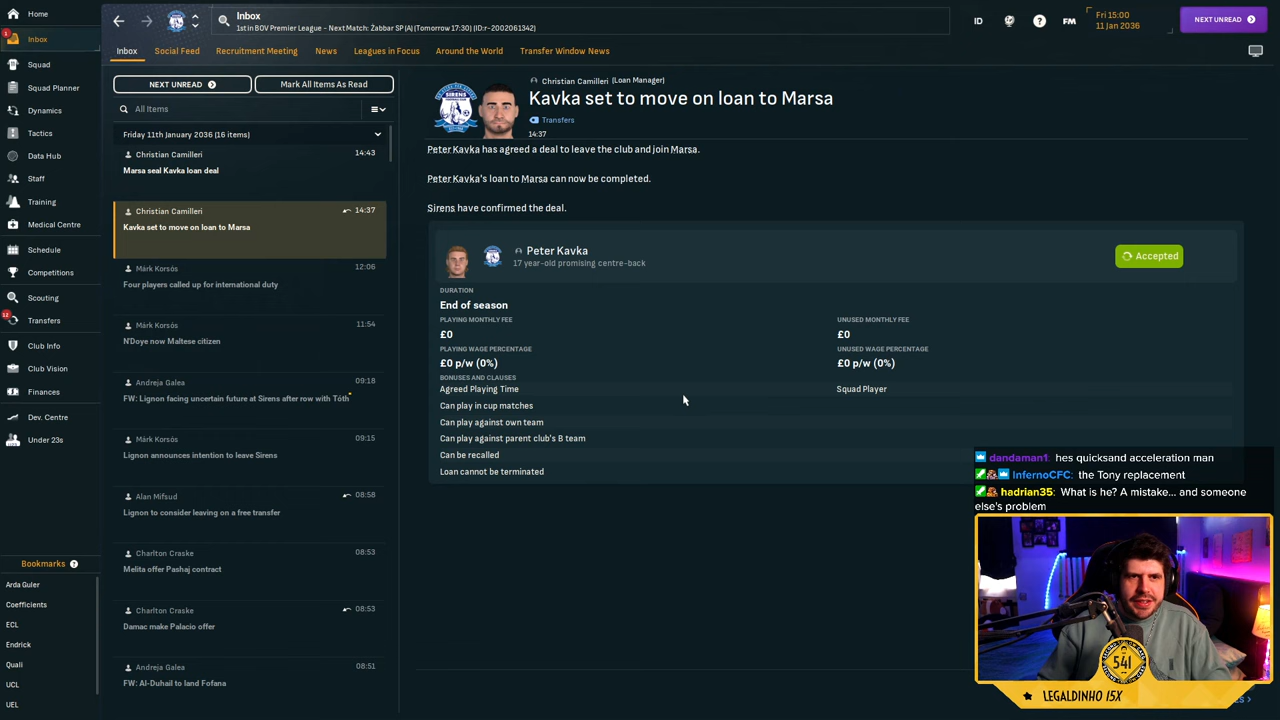 Home
Inbox
1
Squad
Squad Planner
Dynamics
Tactics
Data Hub
Staff
Training
Medical Centre
Schedule
Competitions
Scouting
Transfers
12
Club Info
Club Vision
Finances
Dev. Centre
Under 23s
Bookmarks ?
Arda Guler
Coefficients
ECL
Endrick
Quali
UCL
UEL
Inbox
1st in BOV Premier League - Next Match: Żabbar SP (A) (Tomorrow 17:30) (ID:r-2002061342)
ID
?
FM
Fri 15:00
11 Jan 2036
NEXT UNREAD
Inbox
Social Feed
Recruitment Meeting
News
Leagues in Focus
Around the World
Transfer Window News
NEXT UNREAD
Mark All Items As Read
All Items
Friday 11th January 2036 (16 items)
Christian Camilleri 14:43
Marsa seal Kavka loan deal
Christian Camilleri 14:37
Kavka set to move on loan to Marsa
Márk Korsós 12:06
Four players called up for international duty
Márk Korsós 11:54
N'Doye now Maltese citizen
Andreja Galea 09:18
FW: Lignon facing uncertain future at Sirens after row with Tóth
Márk Korsós 09:15
Lignon announces intention to leave Sirens
Alan Mifsud 08:58
Lignon to consider leaving on a free transfer
Charlton Craske 08:53
Melita offer Pashaj contract
Charlton Craske 08:53
Damac make Palacio offer
Andreja Galea 08:51
FW: Al-Duhail to land Fofana
SIRENS
Christian Camilleri (Loan Manager)
Kavka set to move on loan to Marsa
Transfers
14:37
Peter Kavka has agreed a deal to leave the club and join Marsa.
Peter Kavka's loan to Marsa can now be completed.
Sirens have confirmed the deal.
Peter Kavka
17 year-old promising centre-back
Accepted
DURATION
End of season
PLAYING MONTHLY FEE
UNUSED MONTHLY FEE
£0
£0
PLAYING WAGE PERCENTAGE
UNUSED WAGE PERCENTAGE
£0 p/w (0%)
£0 p/w (0%)
BONUSES AND CLAUSES
Agreed Playing Time
Squad Player
Can play in cup matches
Can play against own team
Can play against parent club's B team
Can be recalled
Loan cannot be terminated
dandaman1: hes quicksand acceleration man
InfernoCFC: the Tony replacement
hadrian35: What is he? A mistake... and someone
else's problem
541
LEGALDINHO 15X